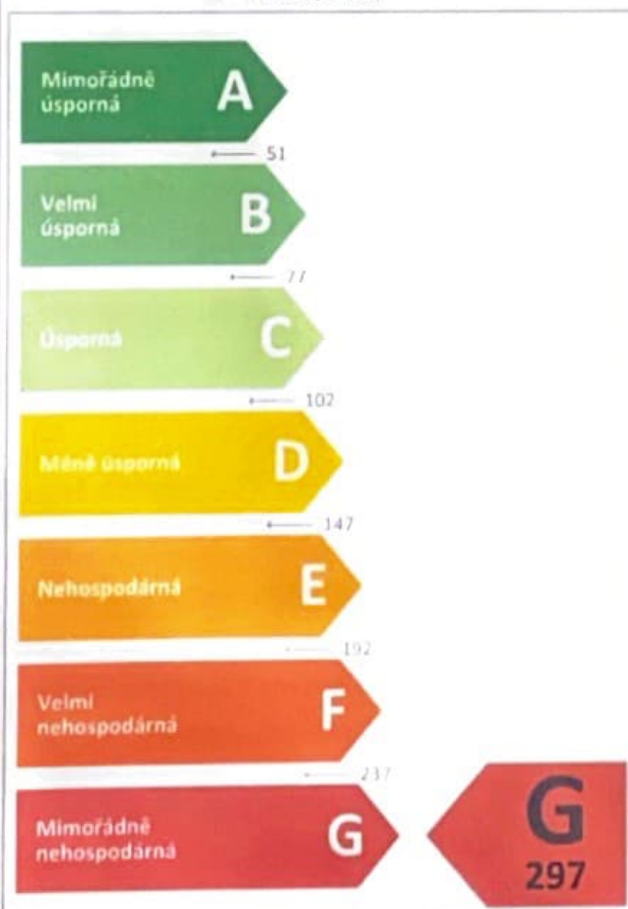 Mimořádně
úsporná
A
51
Velmi
úsporná
B
77
Úsporná
C
102
Méně úsporná
D
147
Nehospodárná
E
192
Velmi
nehospodárná
F
237
Mimořádně
nehospodárná
G
G
297